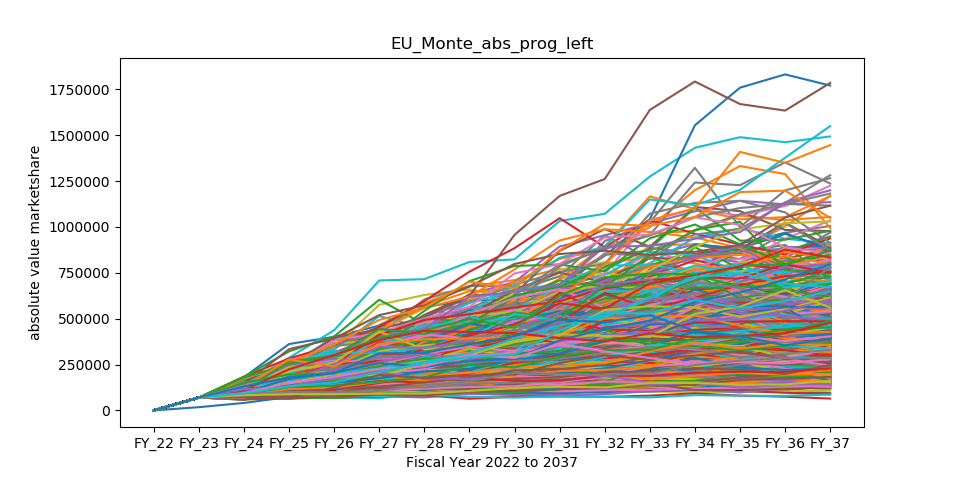 EU_Monte_abs_prog_left
absolute value marketshare
1750000
1500000
1250000
1000000
750000
500000
250000
0
FY_22 FY_23 FY_24 FY_25 FY_26 FY_27 FY_28 FY_29 FY_30 FY_31 FY_32 FY_33 FY_34 FY_35 FY_36 FY_37
Fiscal Year 2022 to 2037